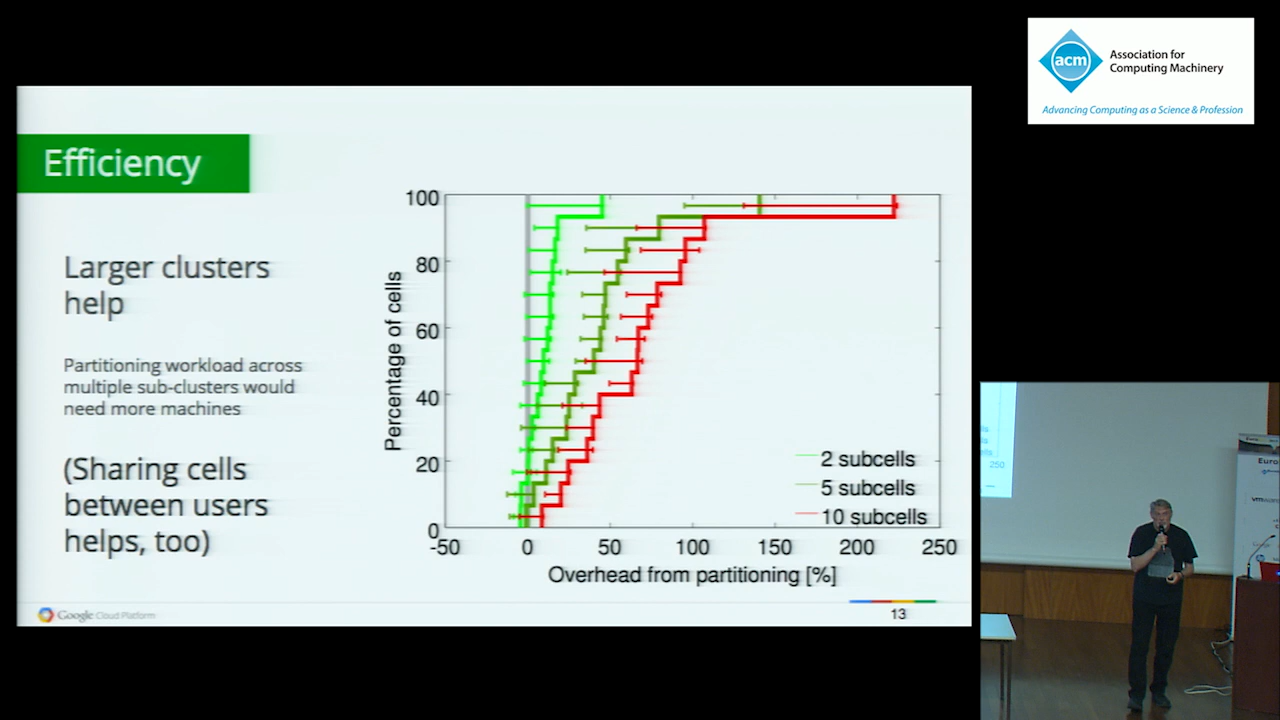 acm
Association for
Computing Machinery
Advancing Computing as a Science & Profession
Efficiency
Larger clusters
help
Partitioning workload across
multiple sub-clusters would
need more machines
(Sharing cells
between users
helps, too)
Percentage of cells
100
80
60
40
20
0
2 subcells
5 subcells
10 subcells
-50 0 50 100 150 200 250
Overhead from partitioning [%]
Google Cloud Platform
13
250
Euro